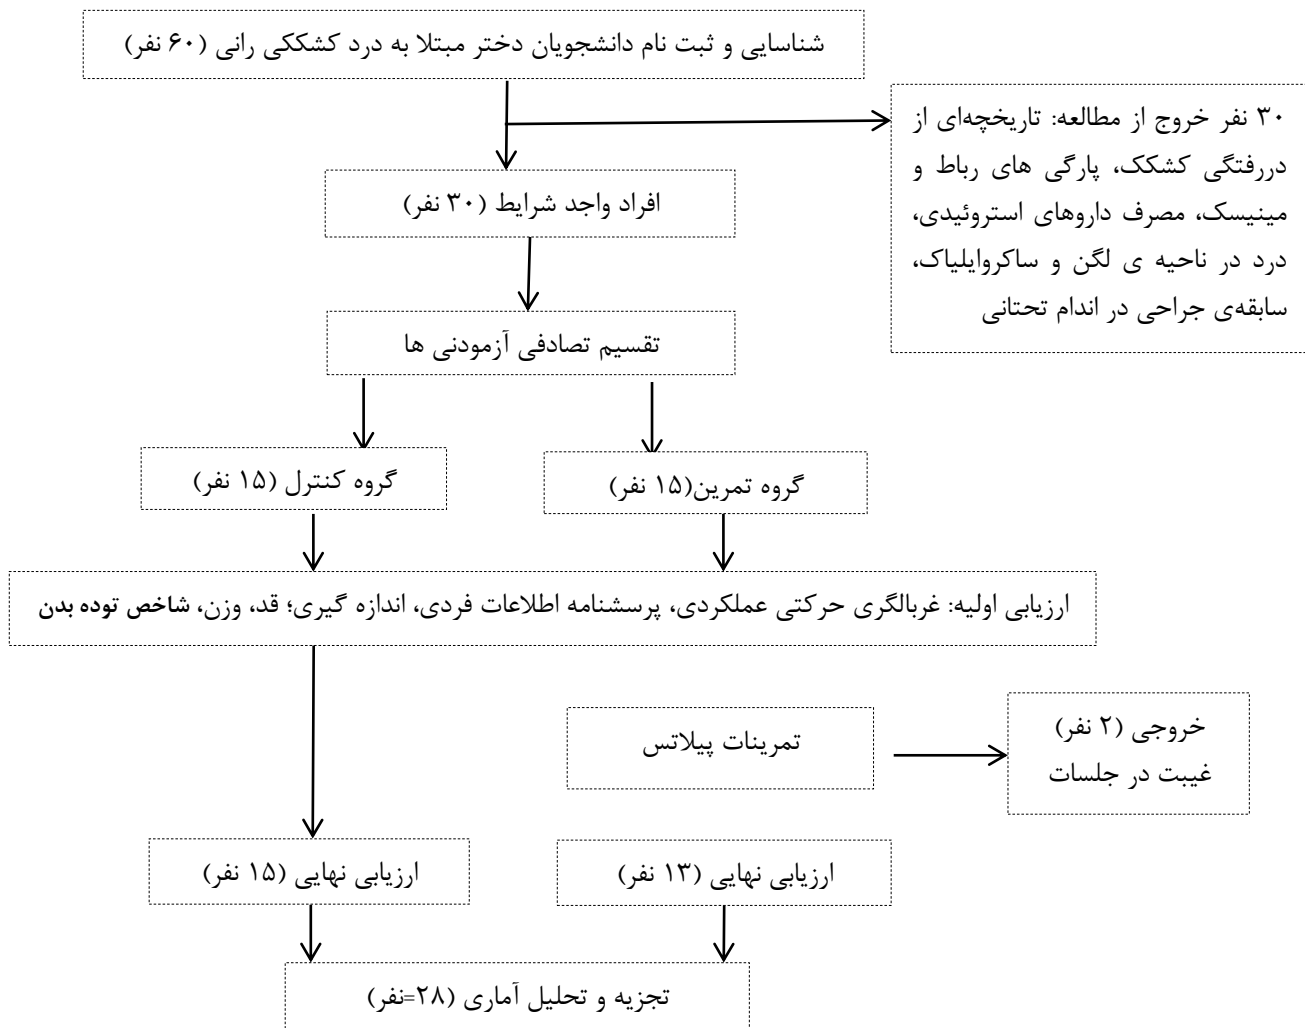 شناسایی و ثبت نام دانشجویان دختر مبتلا به درد کشککی رانی (۶۰ نفر)
۳۰ نفر خروج از مطالعه: تاریخچه‌ای از
دررفتگی کشکک، پارگی های رباط و
مینیسک، مصرف داروهای استروئیدی،
درد در ناحیه ی لگن و ساکروایلیاک،
سابقه‌ی جراحی در اندام تحتانی
افراد واجد شرایط (۳۰ نفر)
تقسیم تصادفی آزمودنی ها
گروه تمرین(۱۵ نفر)
گروه کنترل (۱۵ نفر)
ارزیابی اولیه: غربالگری حرکتی عملکردی، پرسشنامه اطلاعات فردی، اندازه گیری؛ قد، وزن، شاخص توده بدن
خروجی (۲ نفر)
غیبت در جلسات
تمرینات پیلاتس
ارزیابی نهایی (۱۳ نفر)
ارزیابی نهایی (۱۵ نفر)
تجزیه و تحلیل آماری (۲۸=نفر)